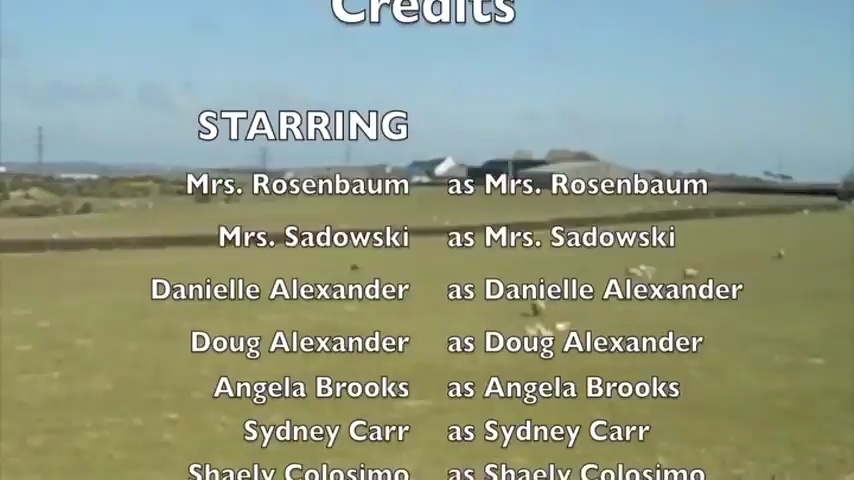 Credits
STARRING
Mrs. Rosenbaum as Mrs. Rosenbaum
Mrs. Sadowski as Mrs. Sadowski
Danielle Alexander as Danielle Alexander
Doug Alexander as Doug Alexander
Angela Brooks as Angela Brooks
Sydney Carr as Sydney Carr
Shaely Colosimo as Shaely Colosimo